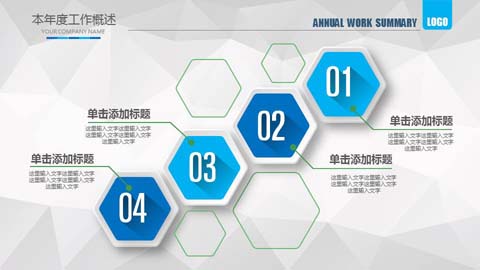 本年度工作概述
YOUR COMPANY NAME
ANNUAL WORK SUMMARY
LOGO
01
单击添加标题
这里输入文字这里输入文字
这里输入文字这里输入文字
这里输入文字
02
单击添加标题
这里输入文字这里输入文字
这里输入文字这里输入文字
这里输入文字
单击添加标题
这里输入文字这里输入文字
这里输入文字这里输入文字
这里输入文字
03
单击添加标题
这里输入文字这里输入文字
这里输入文字这里输入文字
这里输入文字
04